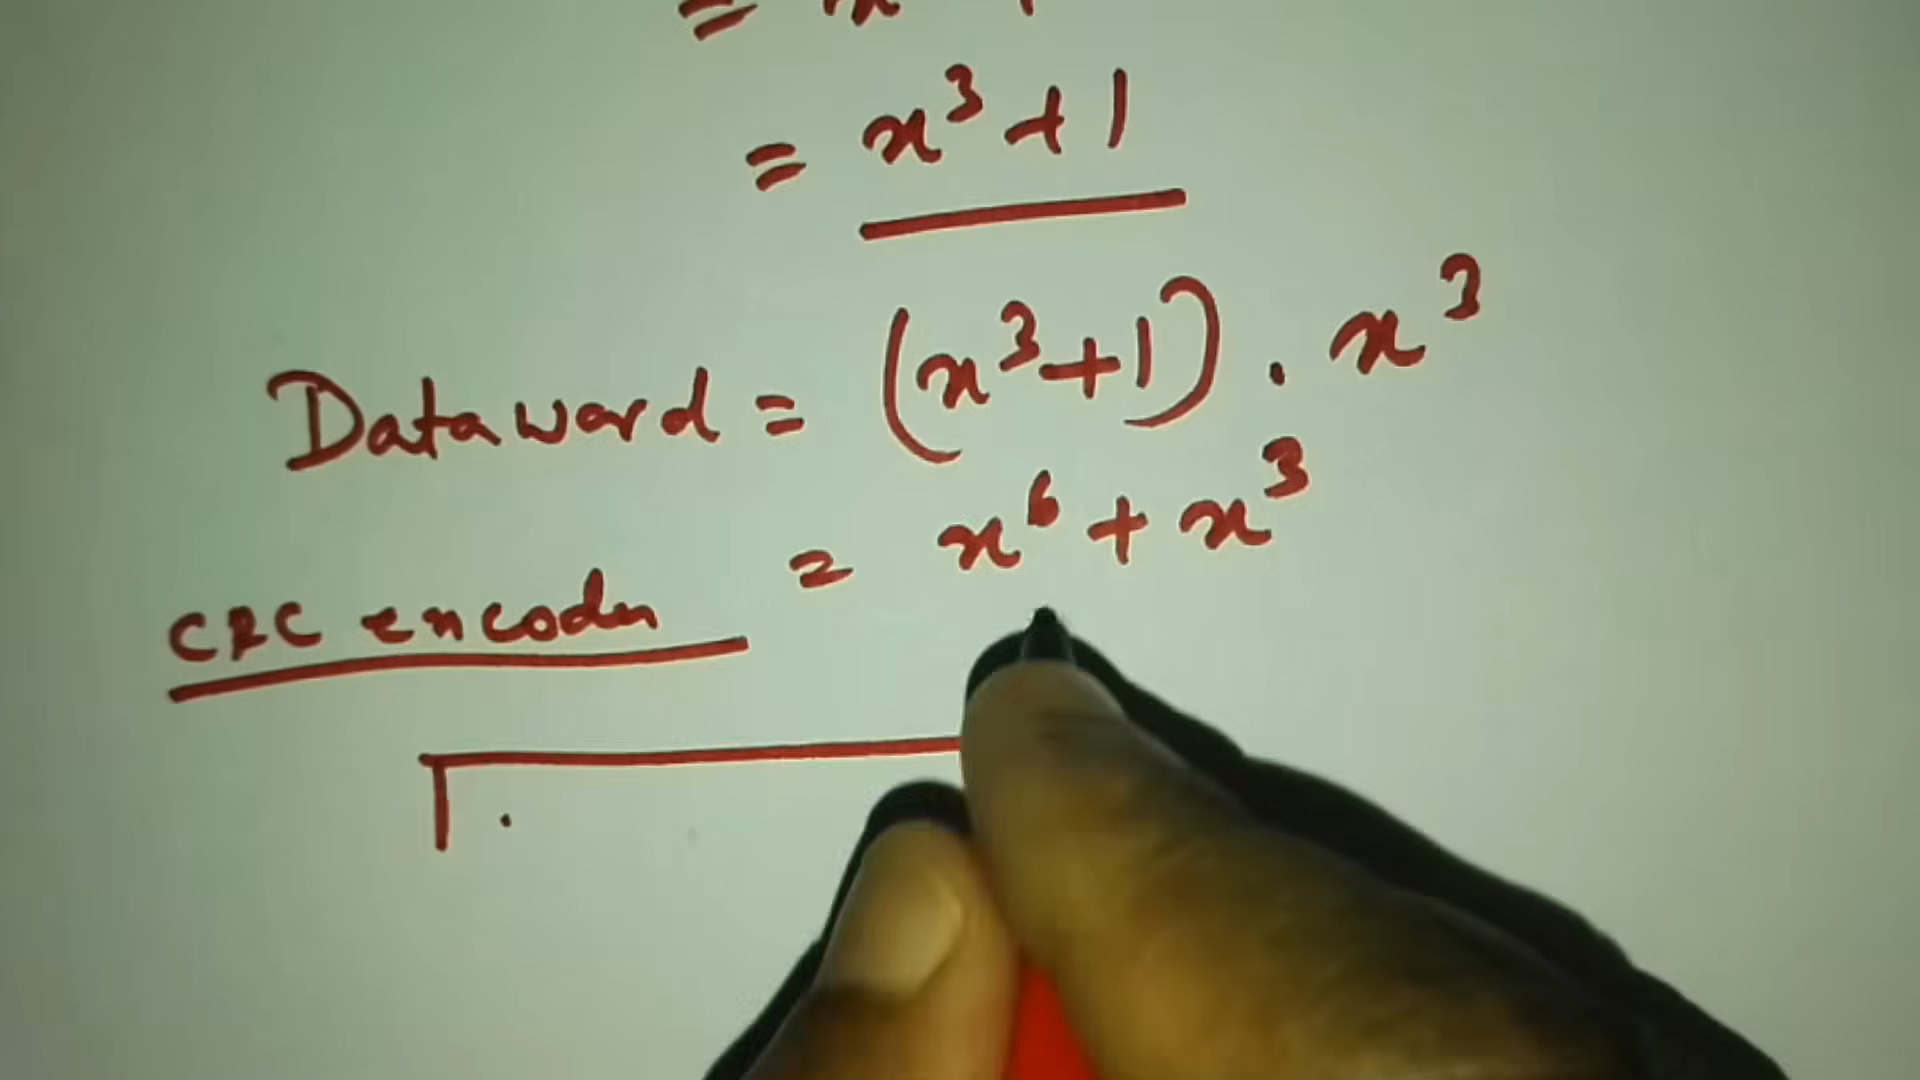 = x³+1
Dataword = (x³+1) . x³
= x⁶ + x³
CRC encoder